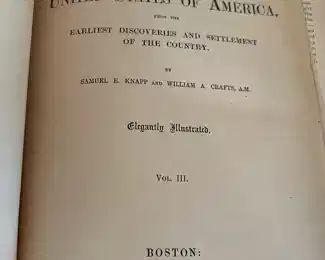 UNITED STATES OF AMERICA,
FROM THE
EARLIEST DISCOVERIES AND SETTLEMENT
OF THE COUNTRY.
BY
SAMUEL E. KNAPP AND WILLIAM A. CRAFTS, A.M.
Elegantly Illustrated.
VOL. III.
BOSTON: